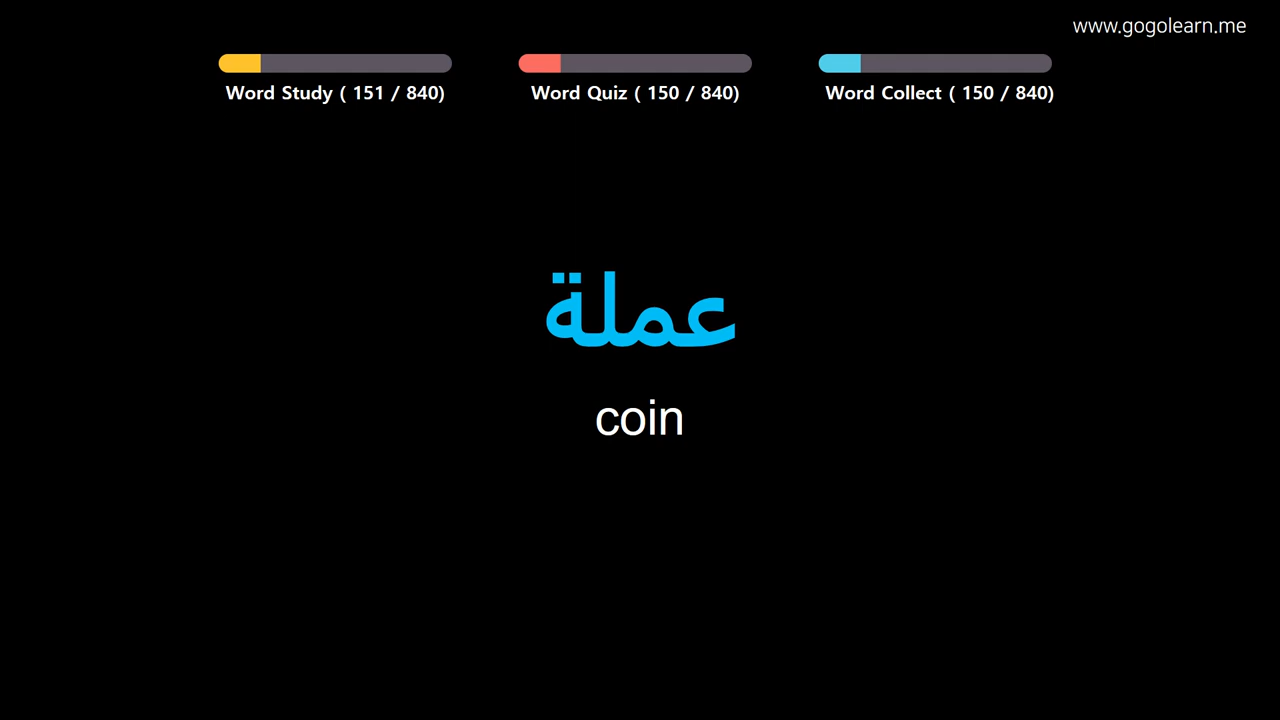 www.gogolearn.me
Word Study ( 151 / 840)
Word Quiz ( 150 / 840)
Word Collect ( 150 / 840)
عملة
coin